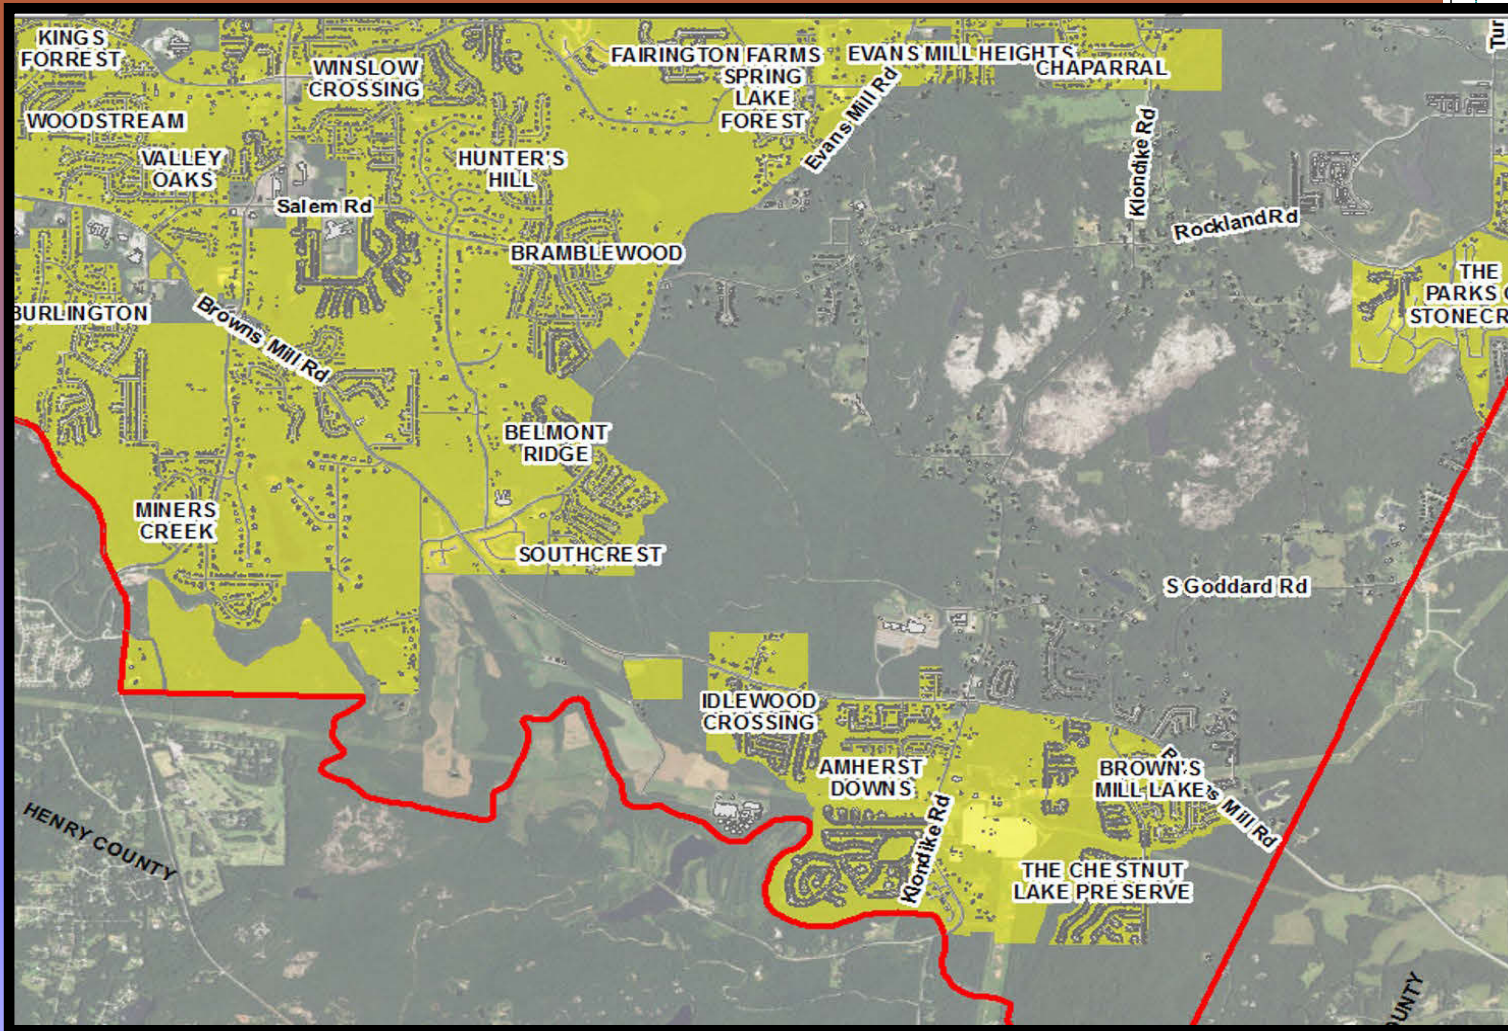 KINGS
FORREST
WINSLOW
CROSSING
FAIRINGTON FARMS
SPRING
LAKE
FOREST
EVANS MILL HEIGHTS
CHAPARRAL
Tur
WOODSTREAM
VALLEY
OAKS
HUNTER'S
HILL
Evans Mill Rd
Klondike Rd
Salem Rd
Rockland Rd
BRAMBLEWOOD
THE
PARKS
STONECR
BURLINGTON
Browns Mill Rd
BELMONT
RIDGE
MINERS
CREEK
SOUTHCREST
S Goddard Rd
IDLEWOOD
CROSSING
AMHERST
DOWNS
BROWN'S
MILL LAKE
Mill Rd
Klondike Rd
HENRY COUNTY
THE CHESTNUT
LAKE PRESERVE
OUNTY